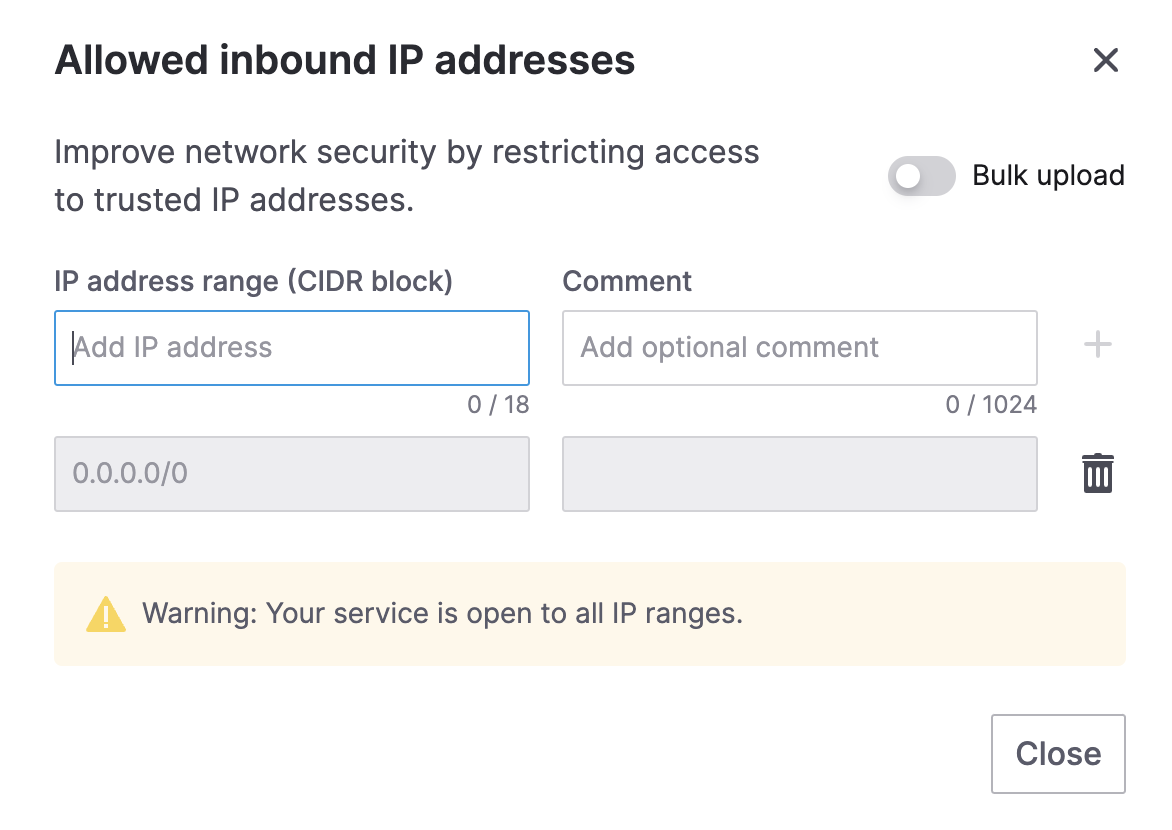 Allowed inbound IP addresses
Improve network security by restricting access
to trusted IP addresses.
Bulk upload
IP address range (CIDR block)
Comment
Add IP address
Add optional comment
0 / 18
0 / 1024
0.0.0.0/0
Warning: Your service is open to all IP ranges.
Close